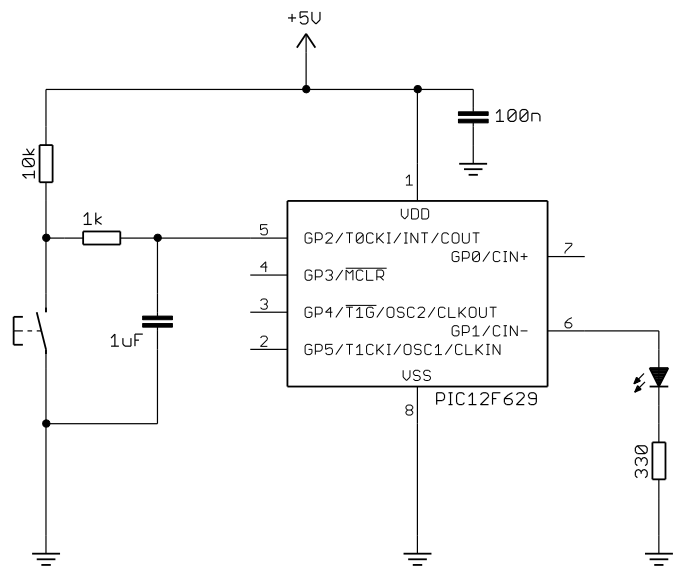 +5V
100n
10k
1
1k
VDD
5
GP2/T0CKI/INT/COUT
7
GP0/CIN+
4
GP3/MCLR
3
GP4/T1G/OSC2/CLKOUT
6
GP1/CIN-
1uF
2
GP5/T1CKI/OSC1/CLKIN
VSS
PIC12F629
8
330